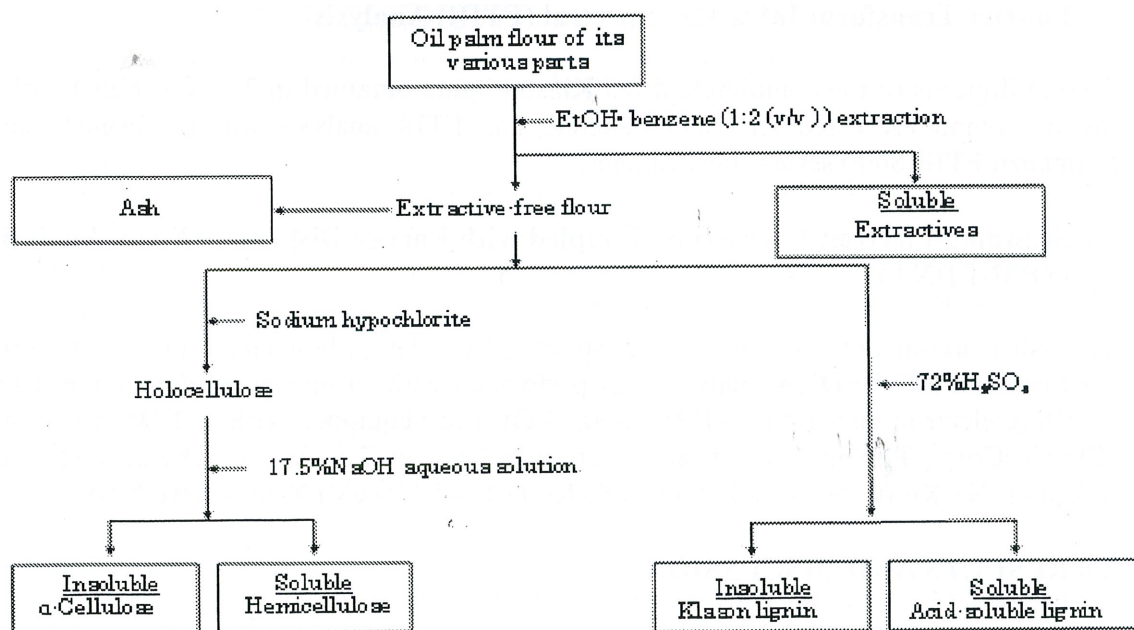 Oil palm flour of its
various parts
EtOH· benzene (1:2 (v/v)) extraction
Ash
Extractive-free flour
Soluble
Extractives
Sodium hypochlorite
Holocellulose
72%H₂SO₄
17.5%NaOH aqueous solution
Insoluble
α-Cellulose
Soluble
Hemicellulose
Insoluble
Klason lignin
Soluble
Acid-soluble lignin